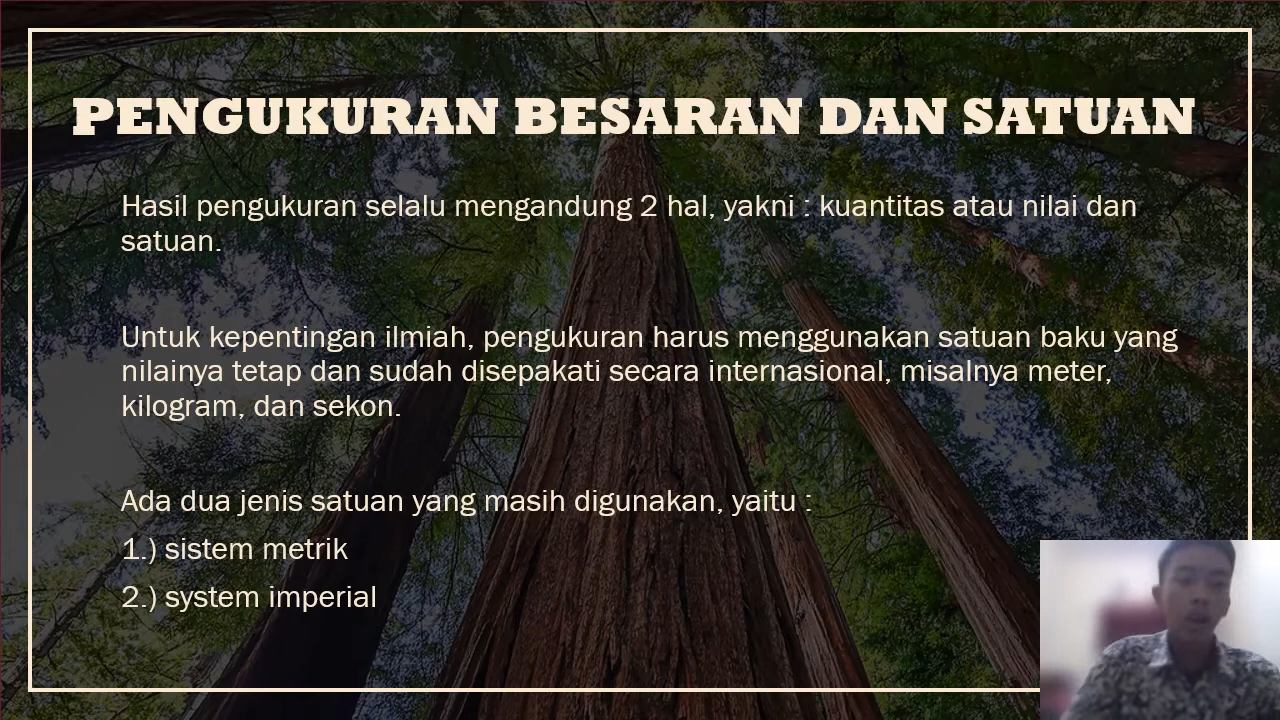 PENGUKURAN BESARAN DAN SATUAN
Hasil pengukuran selalu mengandung 2 hal, yakni : kuantitas atau nilai dan
satuan.
Untuk kepentingan ilmiah, pengukuran harus menggunakan satuan baku yang
nilainya tetap dan sudah disepakati secara internasional, misalnya meter,
kilogram, dan sekon.
Ada dua jenis satuan yang masih digunakan, yaitu :
1.) sistem metrik
2.) system imperial